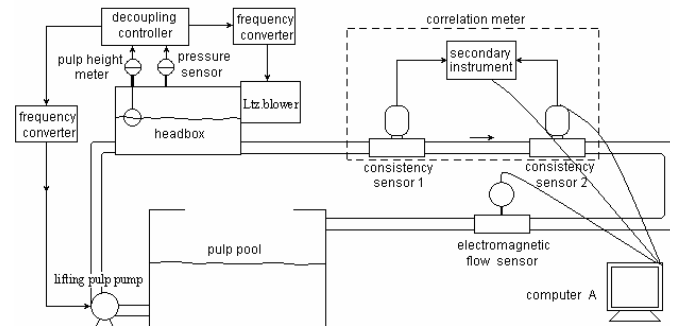 decoupling
controller
frequency
converter
correlation meter
pulp height
meter
pressure
sensor
secondary
instrument
Ltz.blower
frequency
converter
headbox
consistency
sensor 1
consistency
sensor 2
pulp pool
electromagnetic
flow sensor
lifting pulp pump
computer A